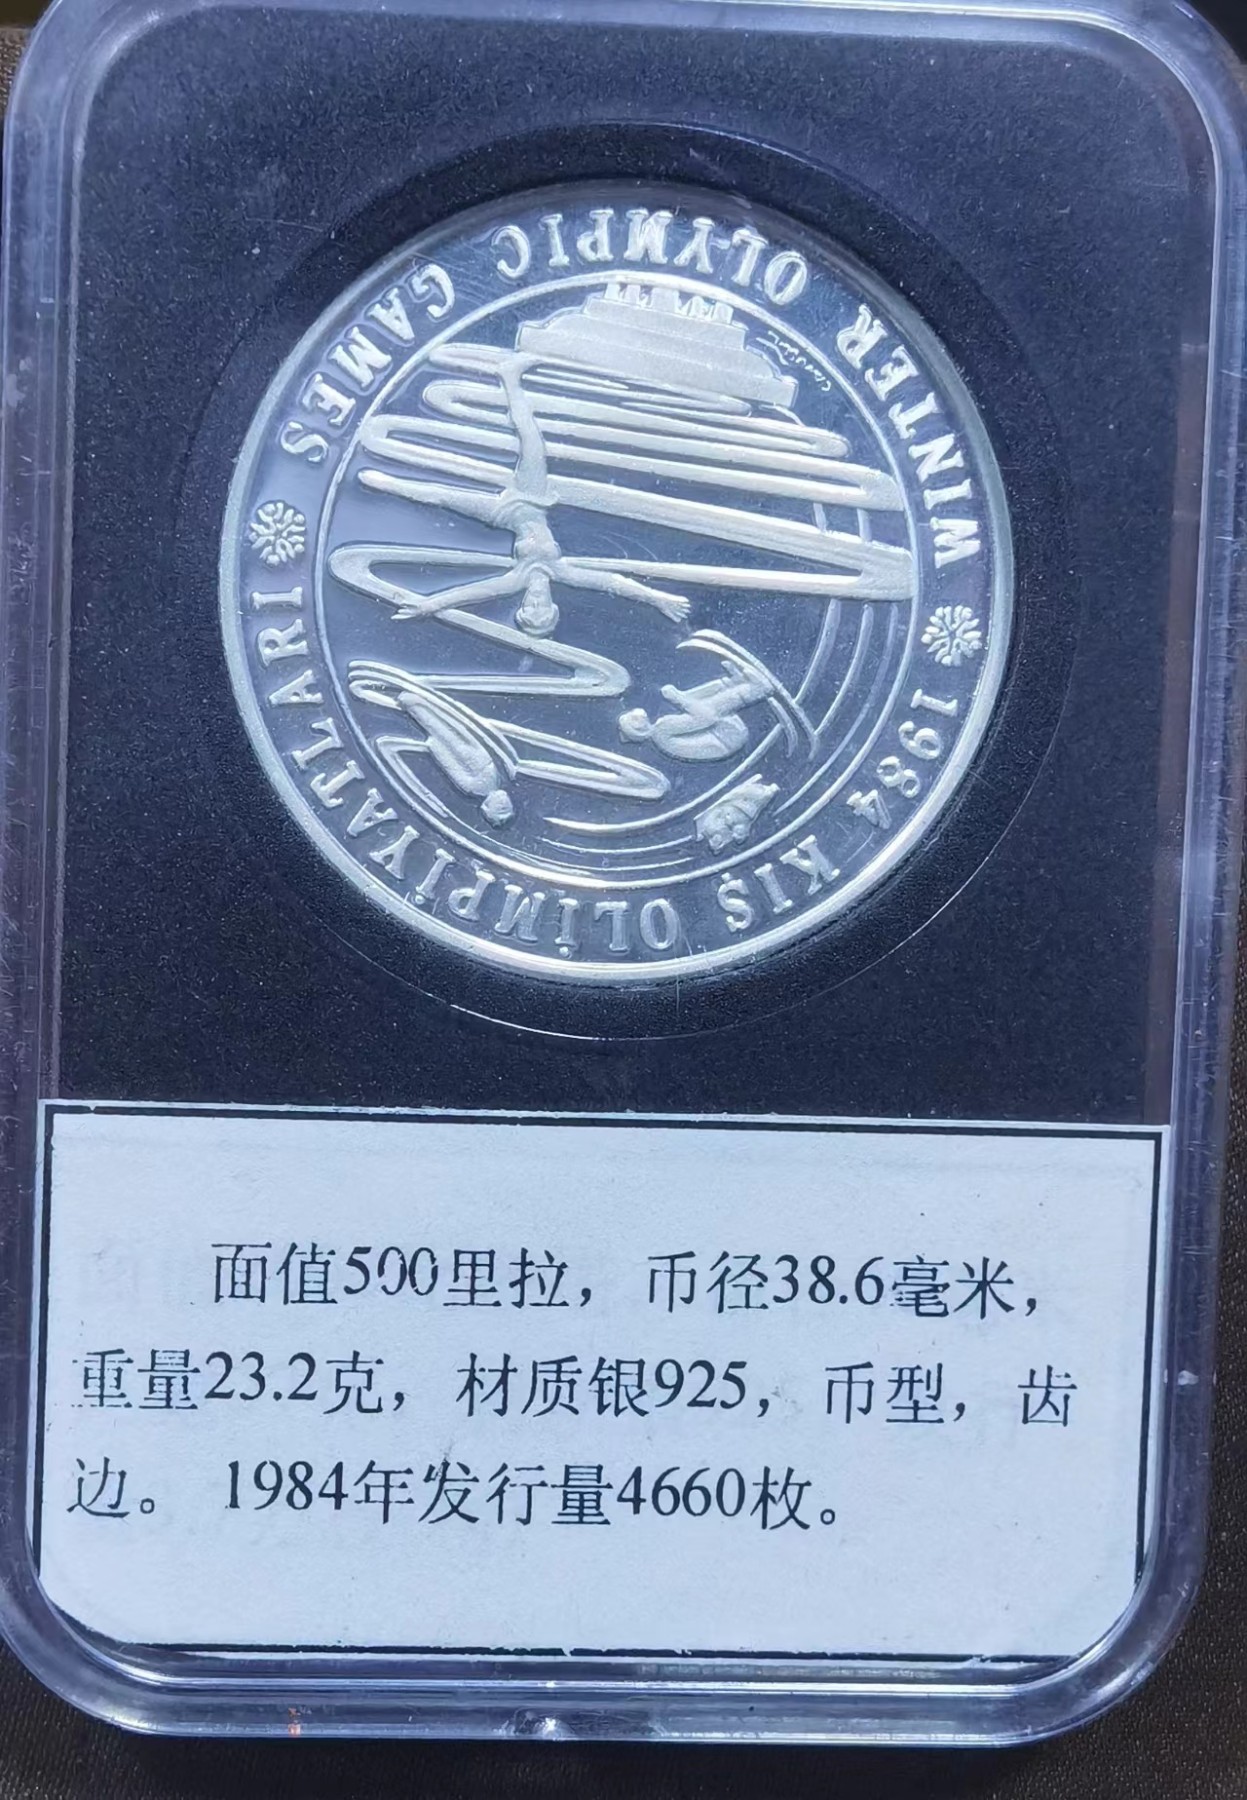 1984 KIŞ OLİMPİYATLARI
WINTER OLYMPIC GAMES
面值500里拉，币径38.6毫米，
重量23.2克，材质银925，币型，齿
边。 1984年发行量4660枚。